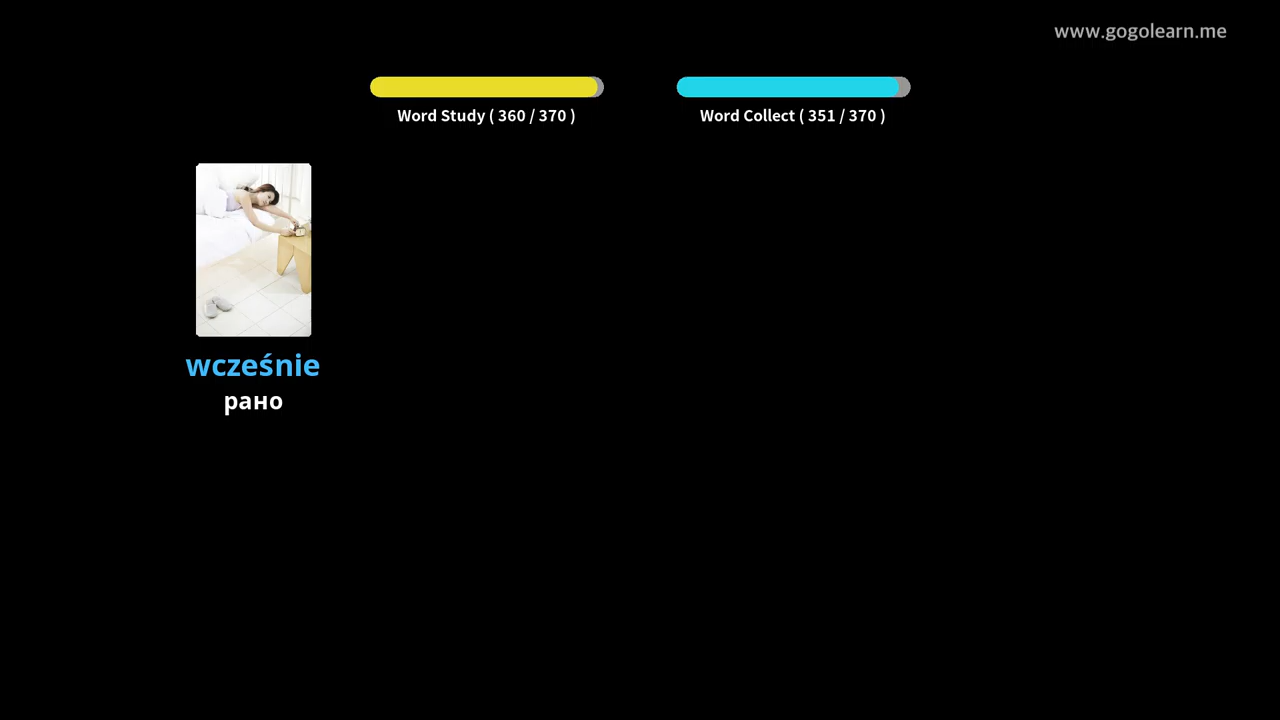 www.gogolearn.me
Word Study ( 360 / 370 )
Word Collect ( 351 / 370 )
wcześnie
рано